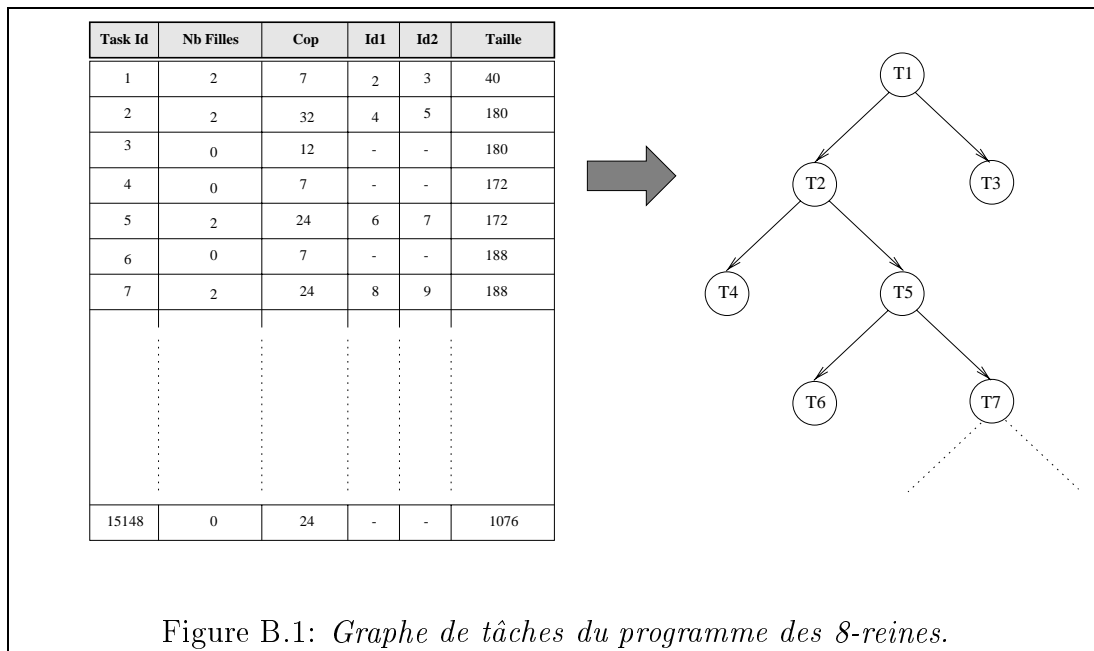 Task Id Nb Filles Cop Id1 Id2 Taille
1 2 7 2 3 40
2 2 32 4 5 180
3 0 12 - - 180
4 0 7 - - 172
5 2 24 6 7 172
6 0 7 - - 188
7 2 24 8 9 188
15148 0 24 - - 1076
T1
T2 T3
T4 T5
T6 T7
Figure B.1: Graphe de tâches du programme des 8-reines.